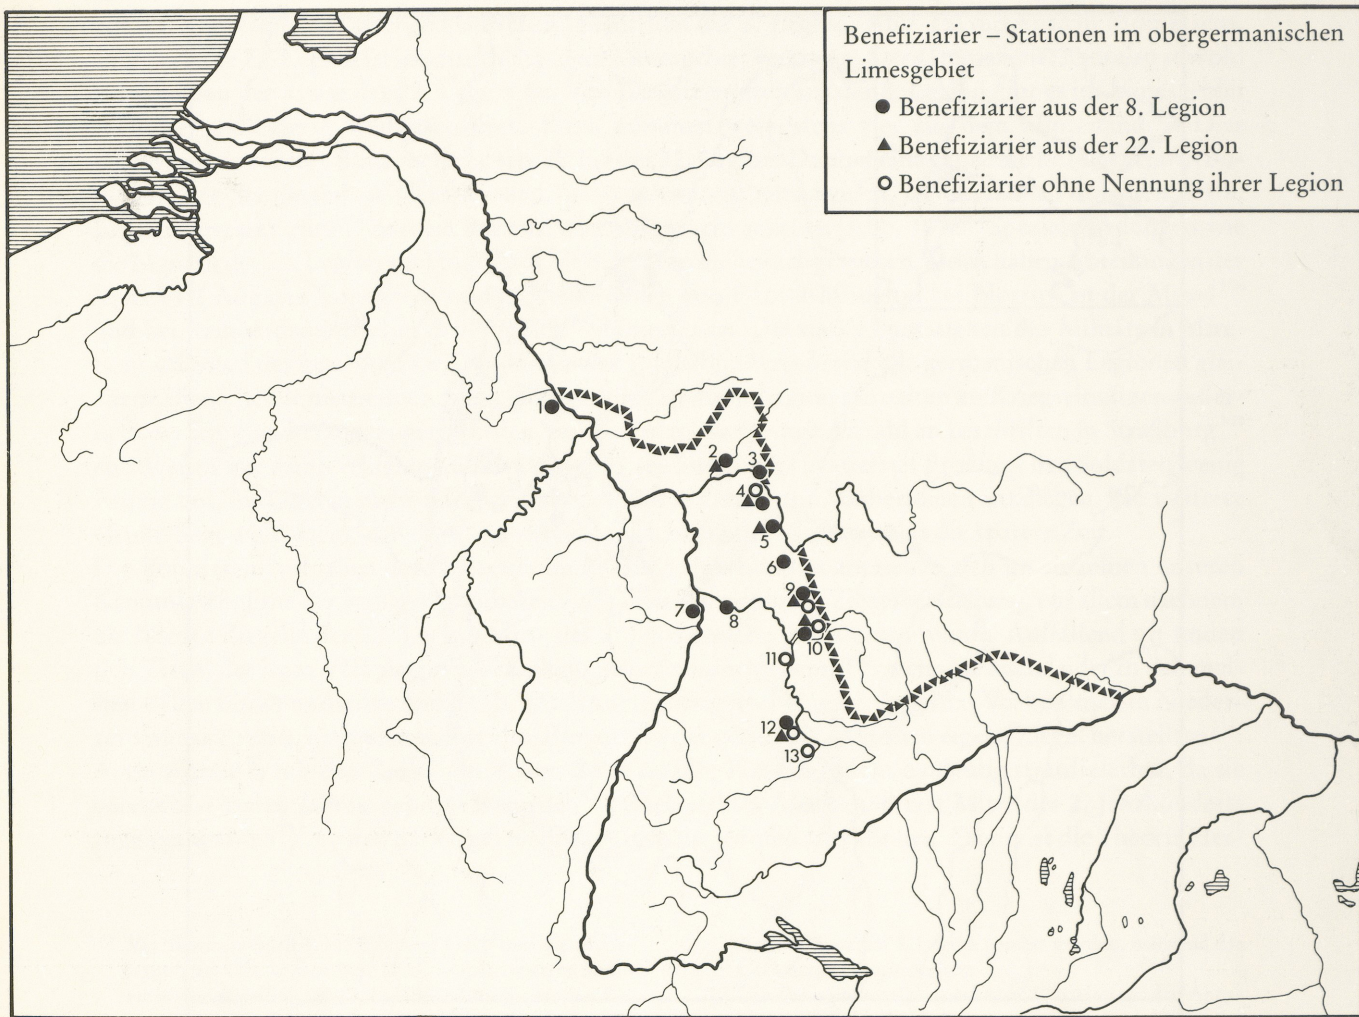 Benefiziarier – Stationen im obergermanischen
Limesgebiet
● Benefiziarier aus der 8. Legion
▲ Benefiziarier aus der 22. Legion
○ Benefiziarier ohne Nennung ihrer Legion
1
2
3
4
5
6
7
8
9
10
11
12
13